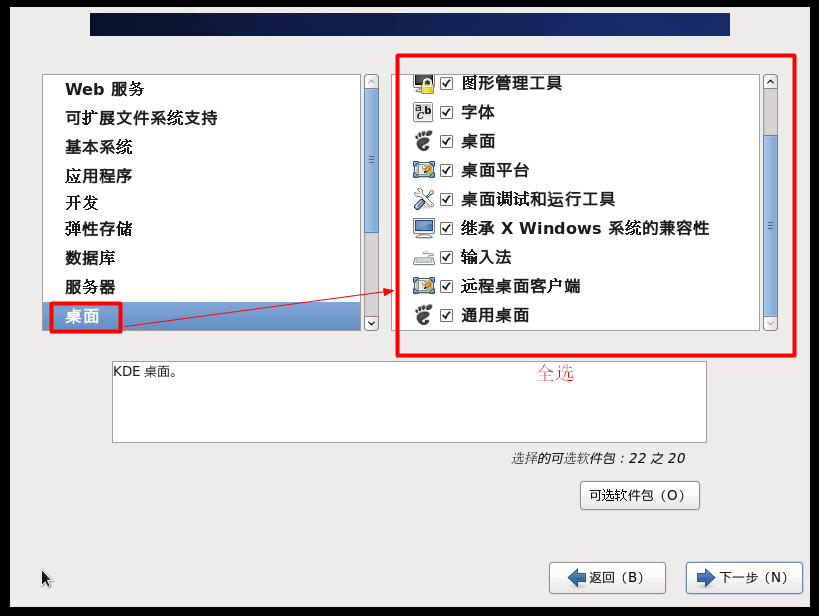 Web 服务
可扩展文件系统支持
基本系统
应用程序
开发
弹性存储
数据库
服务器
桌面
图形管理工具
字体
桌面
桌面平台
桌面调试和运行工具
继承 X Windows 系统的兼容性
输入法
远程桌面客户端
通用桌面
KDE 桌面。
全选
选择的可选软件包：22 之 20
可选软件包（O）
返回（B）
下一步（N）